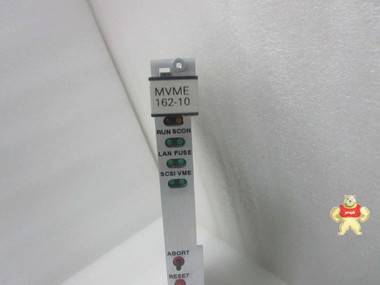 MVME
162-10
RUN SCON
LAN FUSE
SCSI VME
ABORT
RESET